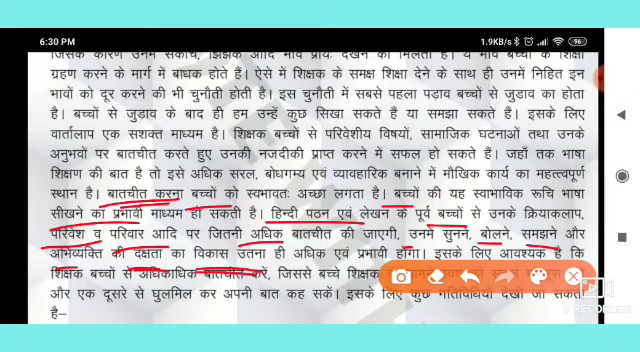 6:30 PM
1.9KB/s
96
जिसके कारण उनमें संकोच, झिझक आदि भाव प्रायः देखने को मिलता है। ये भाव बच्चों के शिक्षा
ग्रहण करने के मार्ग में बाधक होते हैं। ऐसे में शिक्षक के समक्ष शिक्षा देने के साथ ही उनमें निहित इन
भावों को दूर करने की भी चुनौती होती है। इस चुनौती में सबसे पहला पड़ाव बच्चों से जुड़ाव का होता
है। बच्चों से जुड़ाव के बाद ही हम उन्हें कुछ सिखा सकते हैं या समझा सकते हैं। इसके लिए
वार्तालाप एक सशक्त माध्यम है। शिक्षक बच्चों से परिवेशीय विषयों, सामाजिक घटनाओं तथा उनके
अनुभवों पर बातचीत करते हुए उनकी नजदीकी प्राप्त करने में सफल हो सकते हैं। जहाँ तक भाषा
शिक्षण की बात है तो इसे अधिक सरल, बोधगम्य एवं व्यावहारिक बनाने में मौखिक कार्य का महत्त्वपूर्ण
स्थान है। बातचीत करना बच्चों को स्वभावतः अच्छा लगता है। बच्चों की यह स्वाभाविक रूचि भाषा
सीखने का प्रभावी माध्यम हो सकती है। हिन्दी पठन एवं लेखन के पूर्व बच्चों से उनके क्रियाकलाप,
परिवेश व परिवार आदि पर जितनी अधिक बातचीत की जाएगी, उनमें सुनने, बोलने, समझने और
अभिव्यक्ति की दक्षता का विकास उतना ही अधिक एवं प्रभावी होगा। इसके लिए आवश्यक है कि
शिक्षक बच्चों से अधिकाधिक बातचीत करें, जिससे बच्चे शिक्षक
और एक दूसरे से घुलमिल कर अपनी बात कह सकें। इसके लिए कुछ गतिविधियाँ देखी जा सकती
है–